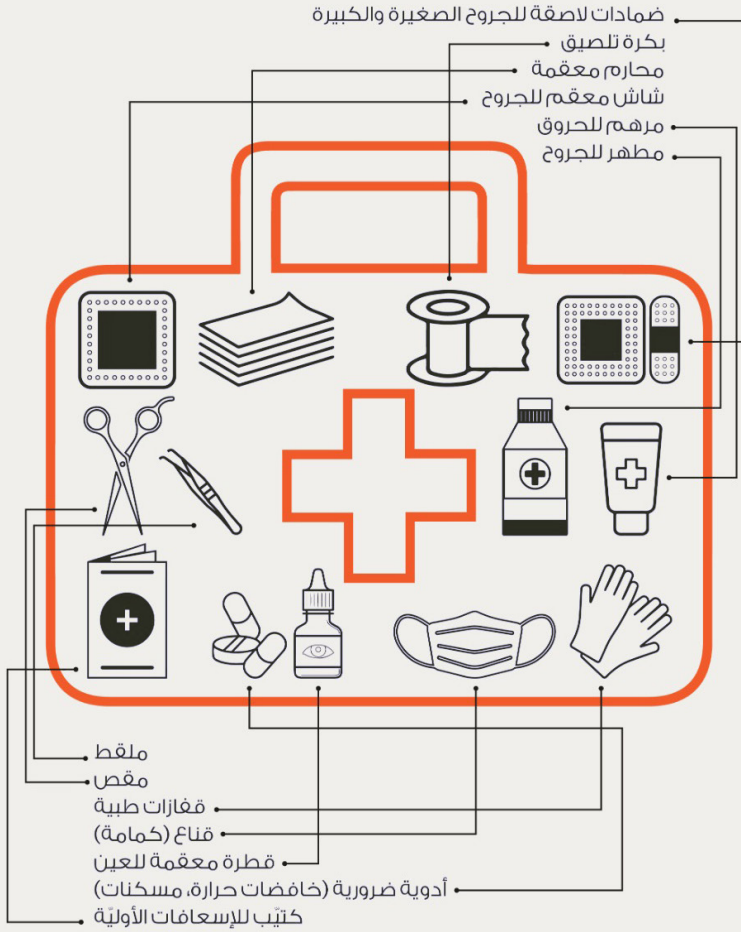 ضمادات لاصقة للجروح الصغيرة والكبيرة
بكرة تلصيق
محارم معقمة
شاش معقم للجروح
مرهم للحروق
مطهر للجروح
ملقط
مقص
قفازات طبية
قناع (كمامة)
قطرة معقمة للعين
أدوية ضرورية (خافضات حرارة، مسكنات)
كتيّب للإسعافات الأوليّة